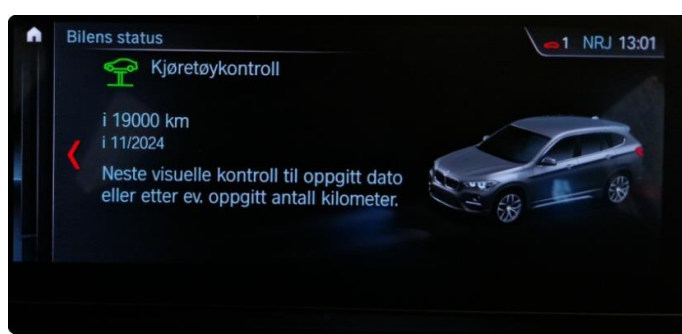 Bilens status
1 NRJ 13:01
Kjøretøykontroll
i 19000 km
i 11/2024
Neste visuelle kontroll til oppgitt dato
eller etter ev. oppgitt antall kilometer.